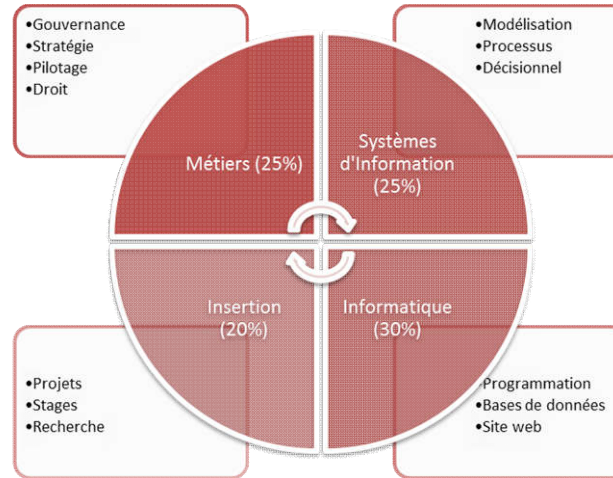 •Gouvernance
•Stratégie
•Pilotage
•Droit
•Modélisation
•Processus
•Décisionnel
Métiers (25%)
Systèmes
d'Information
(25%)
Insertion
(20%)
Informatique
(30%)
•Projets
•Stages
•Recherche
•Programmation
•Bases de données
•Site web